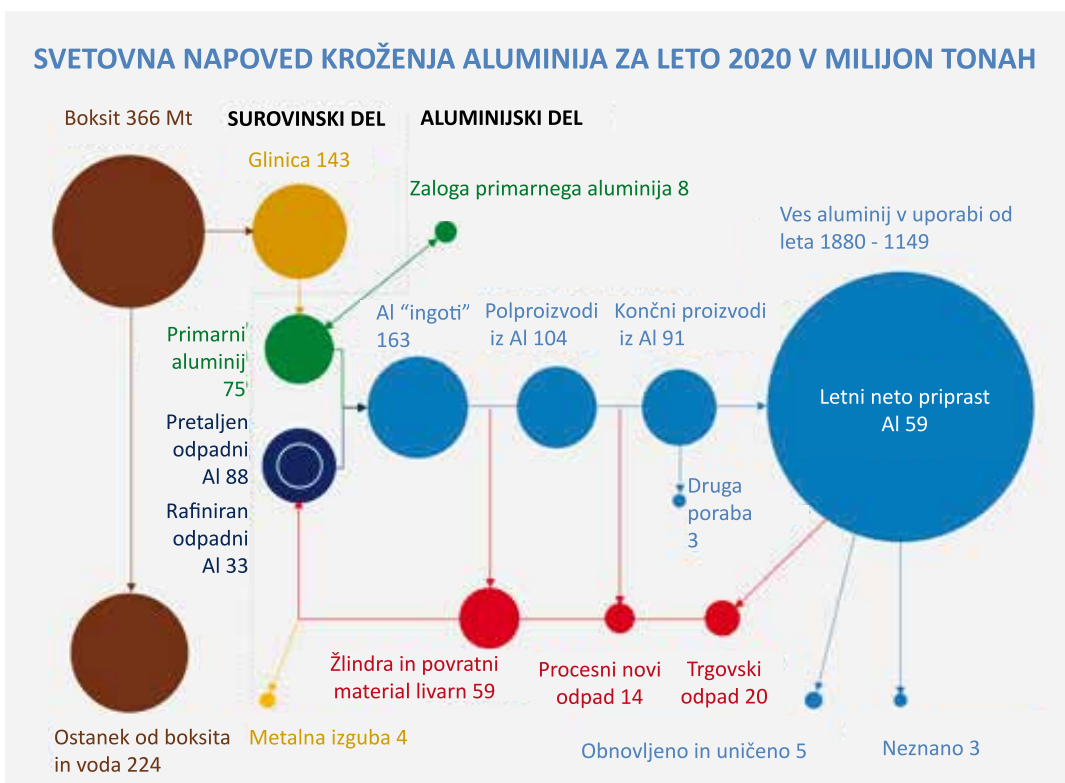 SVETOVNA NAPOVED KROŽENJA ALUMINIJA ZA LETO 2020 V MILIJON TONAH
Boksit 366 Mt
SUROVINSKI DEL
ALUMINIJSKI DEL
Glinica 143
Zaloga primarnega aluminija 8
Ves aluminij v uporabi od
leta 1880 - 1149
Primarni
aluminij
75
Al “ingoti”
163
Polproizvodi
iz Al 104
Končni proizvodi
iz Al 91
Letni neto priprast
Al 59
Pretaljen
odpadni
Al 88
Rafiniran
odpadni
Al 33
Druga
poraba
3
Žlindra in povratni
material livarn 59
Procesni novi
odpad 14
Trgovski
odpad 20
Ostanek od boksita
in voda 224
Metalna izguba 4
Obnovljeno in uničeno 5
Neznano 3